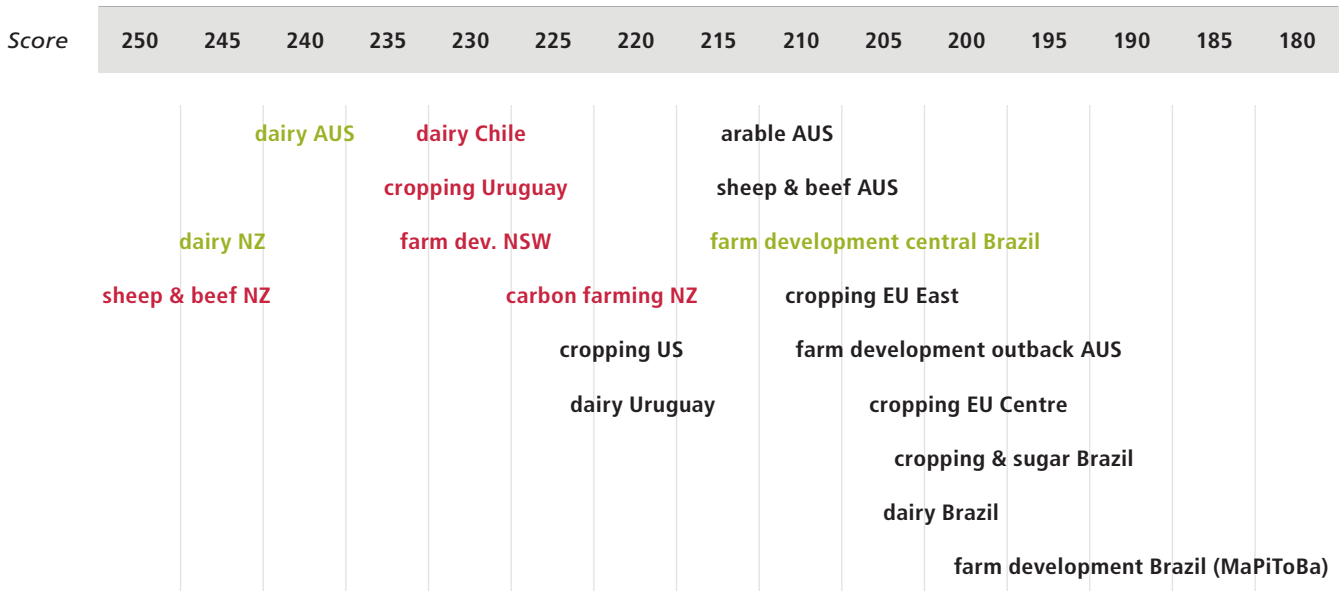 Score 250 245 240 235 230 225 220 215 210 205 200 195 190 185 180
dairy AUS dairy Chile arable AUS
cropping Uruguay sheep & beef AUS
dairy NZ farm dev. NSW farm development central Brazil
sheep & beef NZ carbon farming NZ cropping EU East
cropping US farm development outback AUS
dairy Uruguay cropping EU Centre
cropping & sugar Brazil
dairy Brazil
farm development Brazil (MaPiToBa)